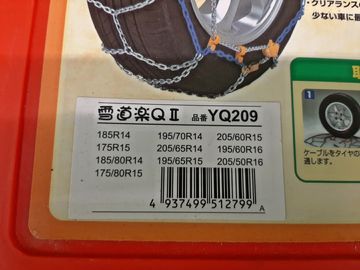 ・クリアランスの
少ない車に
雪道楽QⅡ 品番 YQ209
185R14 195/70R14 205/60R15
175R15 205/65R14 195/60R16
185/80R14 195/65R15 205/50R16
175/80R15
4 937499 512799 A
取
1
ケーブルをタイヤの
通します。